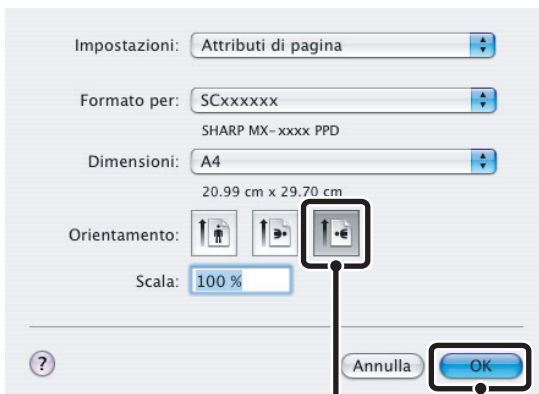 Impostazioni: Attributi di pagina
Formato per: SCxxxxxx
SHARP MX-xxxx PPD
Dimensioni: A4
20.99 cm x 29.70 cm
Orientamento:
Scala: 100 %
? Annulla OK